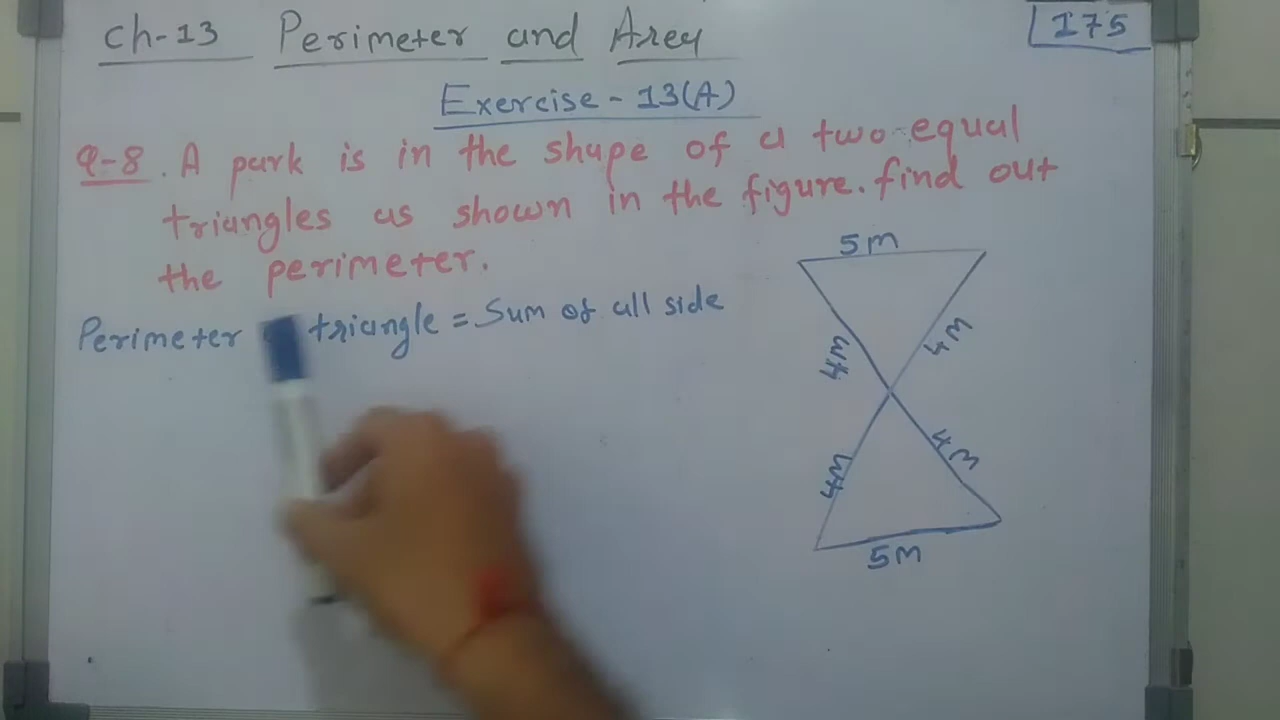 Ch-13 Perimeter and Area
175
Exercise - 13(A)
Q-8. A park is in the shape of a two equal
triangles as shown in the figure. find out
the perimeter.
Perimeter triangle = Sum of all side
5m
4m
4m
4m
4m
5m